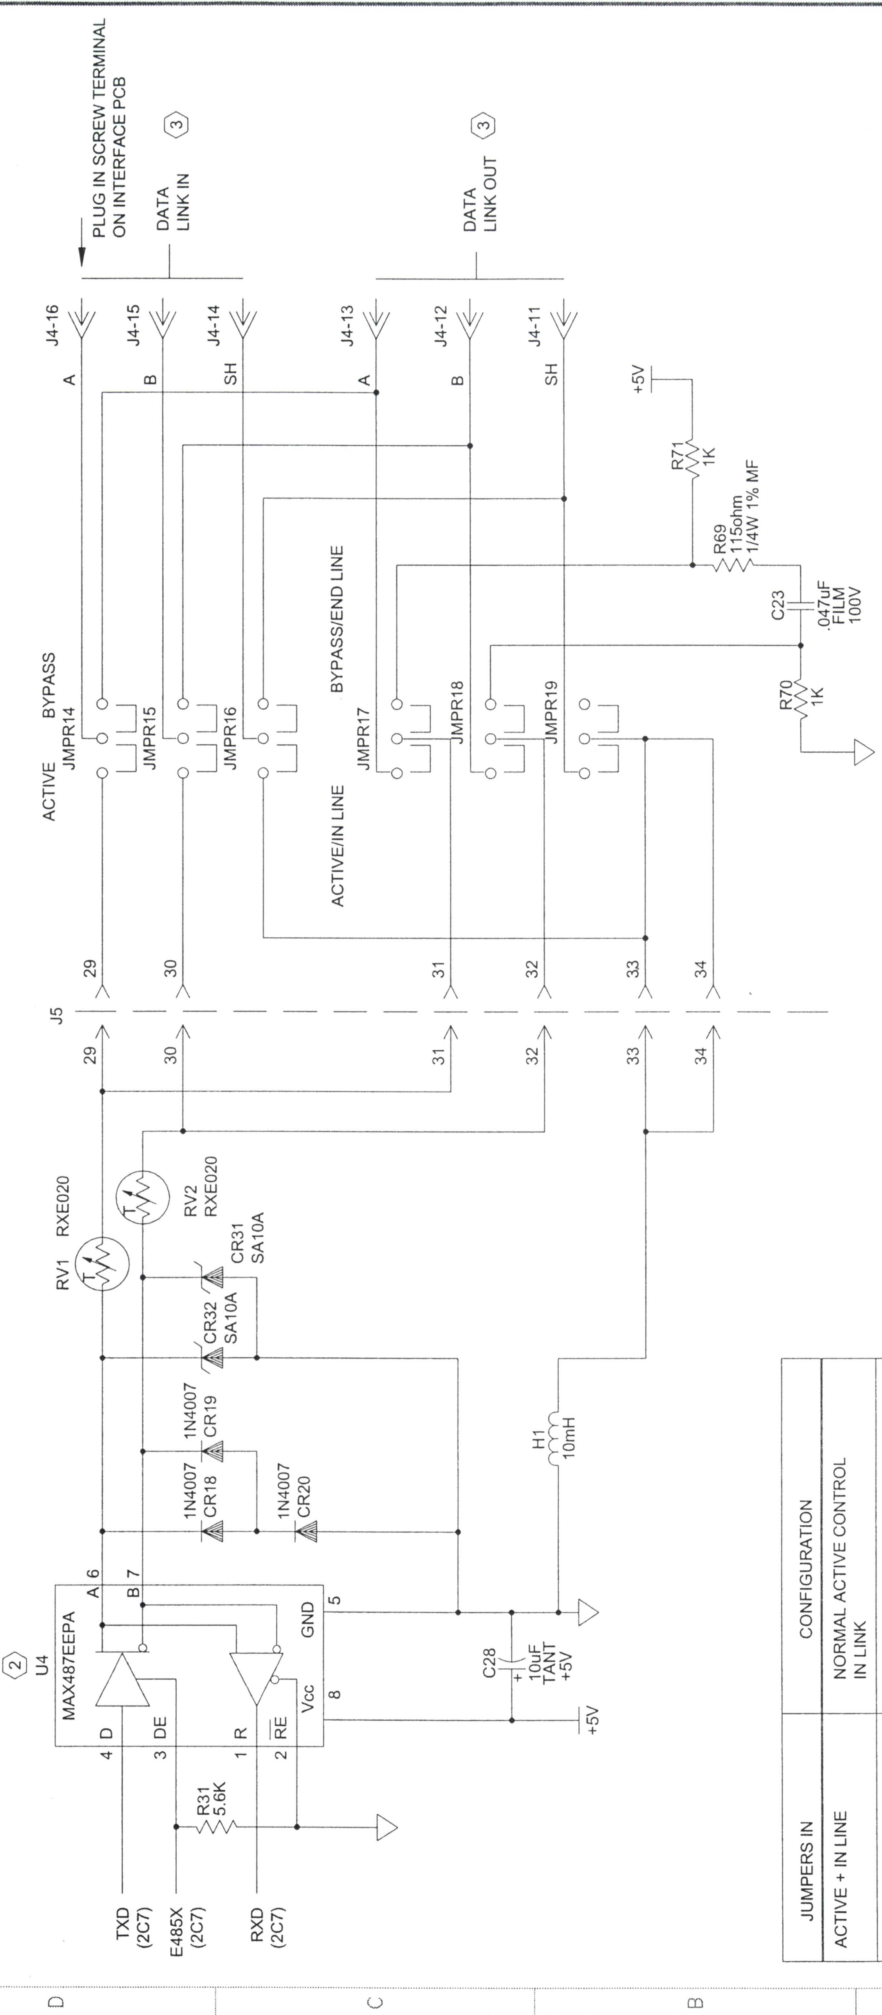 PLUG IN SCREW TERMINAL
ON INTERFACE PCB
DATA
LINK IN
3
DATA
LINK OUT
3
J4-16
J4-15
J4-14
J4-13
J4-12
J4-11
A
B
SH
A
B
SH
+5V
R71
1K
R69
115ohm
1/4W 1% MF
C23
.047uF
FILM
100V
R70
1K
ACTIVE
BYPASS
JMPR14
JMPR15
JMPR16
ACTIVE/IN LINE
BYPASS/END LINE
JMPR17
JMPR18
JMPR19
J5
29
30
31
32
33
34
29
30
31
32
33
34
RV1
RXE020
RV2
RXE020
CR31
SA10A
CR32
SA10A
1N4007
CR19
1N4007
CR18
1N4007
CR20
H1
10mH
2
U4
MAX487EEPA
A
6
B
7
4
D
3
DE
1
R
2
RE
GND
5
Vcc
8
C28
+
10uF
TANT
+5V
+5V
R31
5.6K
TXD
(2C7)
E485X
(2C7)
RXD
(2C7)
JUMPERS IN
CONFIGURATION
ACTIVE + IN LINE
NORMAL ACTIVE CONTROL
IN LINK
D
C
B